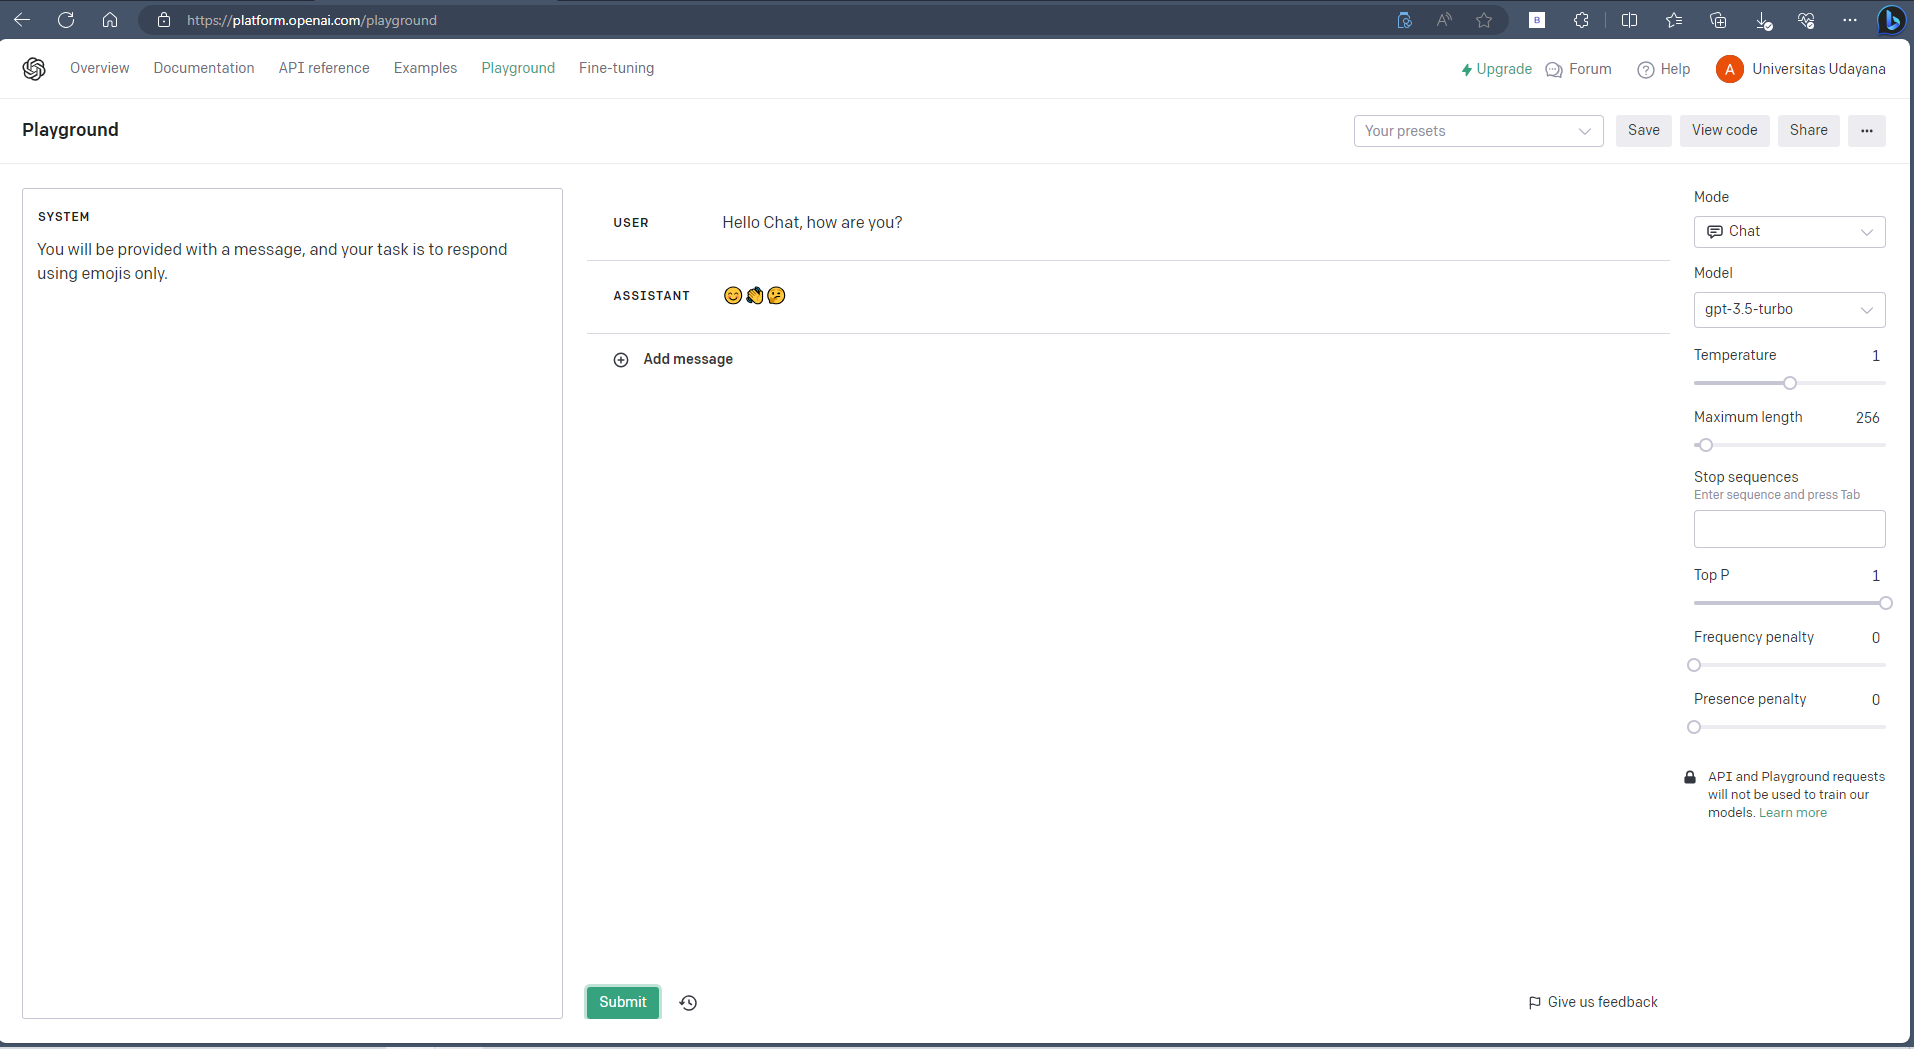 https://platform.openai.com/playground
B
Overview
Documentation
API reference
Examples
Playground
Fine-tuning
Upgrade
Forum
Help
A
Universitas Udayana
Playground
Your presets
Save
View code
Share
SYSTEM
You will be provided with a message, and your task is to respond
using emojis only.
USER
Hello Chat, how are you?
ASSISTANT
😊👏🤔
Add message
Submit
Give us feedback
Mode
Chat
Model
gpt-3.5-turbo
Temperature
1
Maximum length
256
Stop sequences
Enter sequence and press Tab
Top P
1
Frequency penalty
0
Presence penalty
0
API and Playground requests
will not be used to train our
models. Learn more